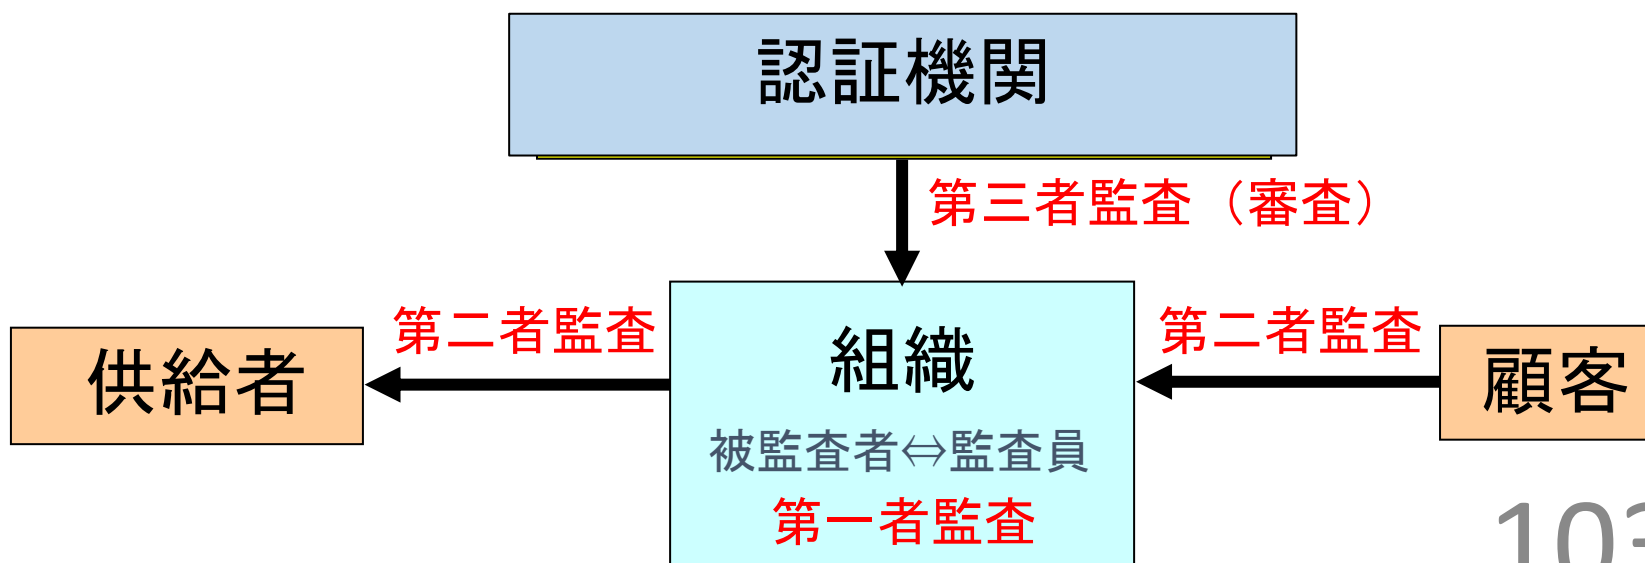 認証機関
第三者監査（審査）
第二者監査
第二者監査
供給者
組織
顧客
被監査者⇔監査員
第一者監査